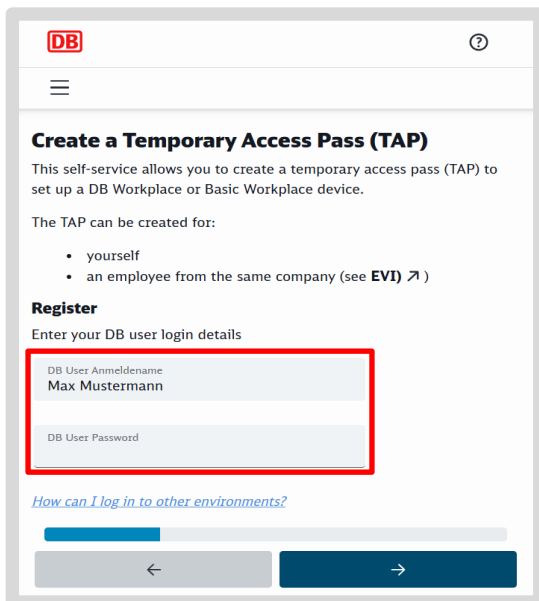 DB
Create a Temporary Access Pass (TAP)
This self-service allows you to create a temporary access pass (TAP) to
set up a DB Workplace or Basic Workplace device.
The TAP can be created for:
• yourself
• an employee from the same company (see EVI) ↗ )
Register
Enter your DB user login details
DB User Anmeldename
Max Mustermann
DB User Password
How can I log in to other environments?
← →